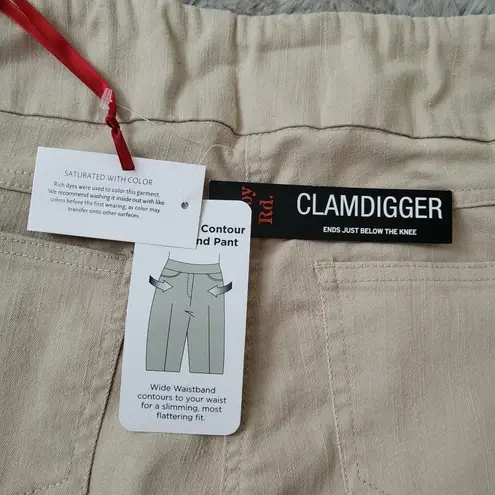 SATURATED WITH COLOR
Rich dyes were used to color this garment.
We recommend washing it inside out with like
colors before the first wearing, as color may
transfer onto other surfaces.
Rd.
CLAMDIGGER
ENDS JUST BELOW THE KNEE
Contour
Pant
Wide Waistband
contours to your waist
for a slimming, most
flattering fit.